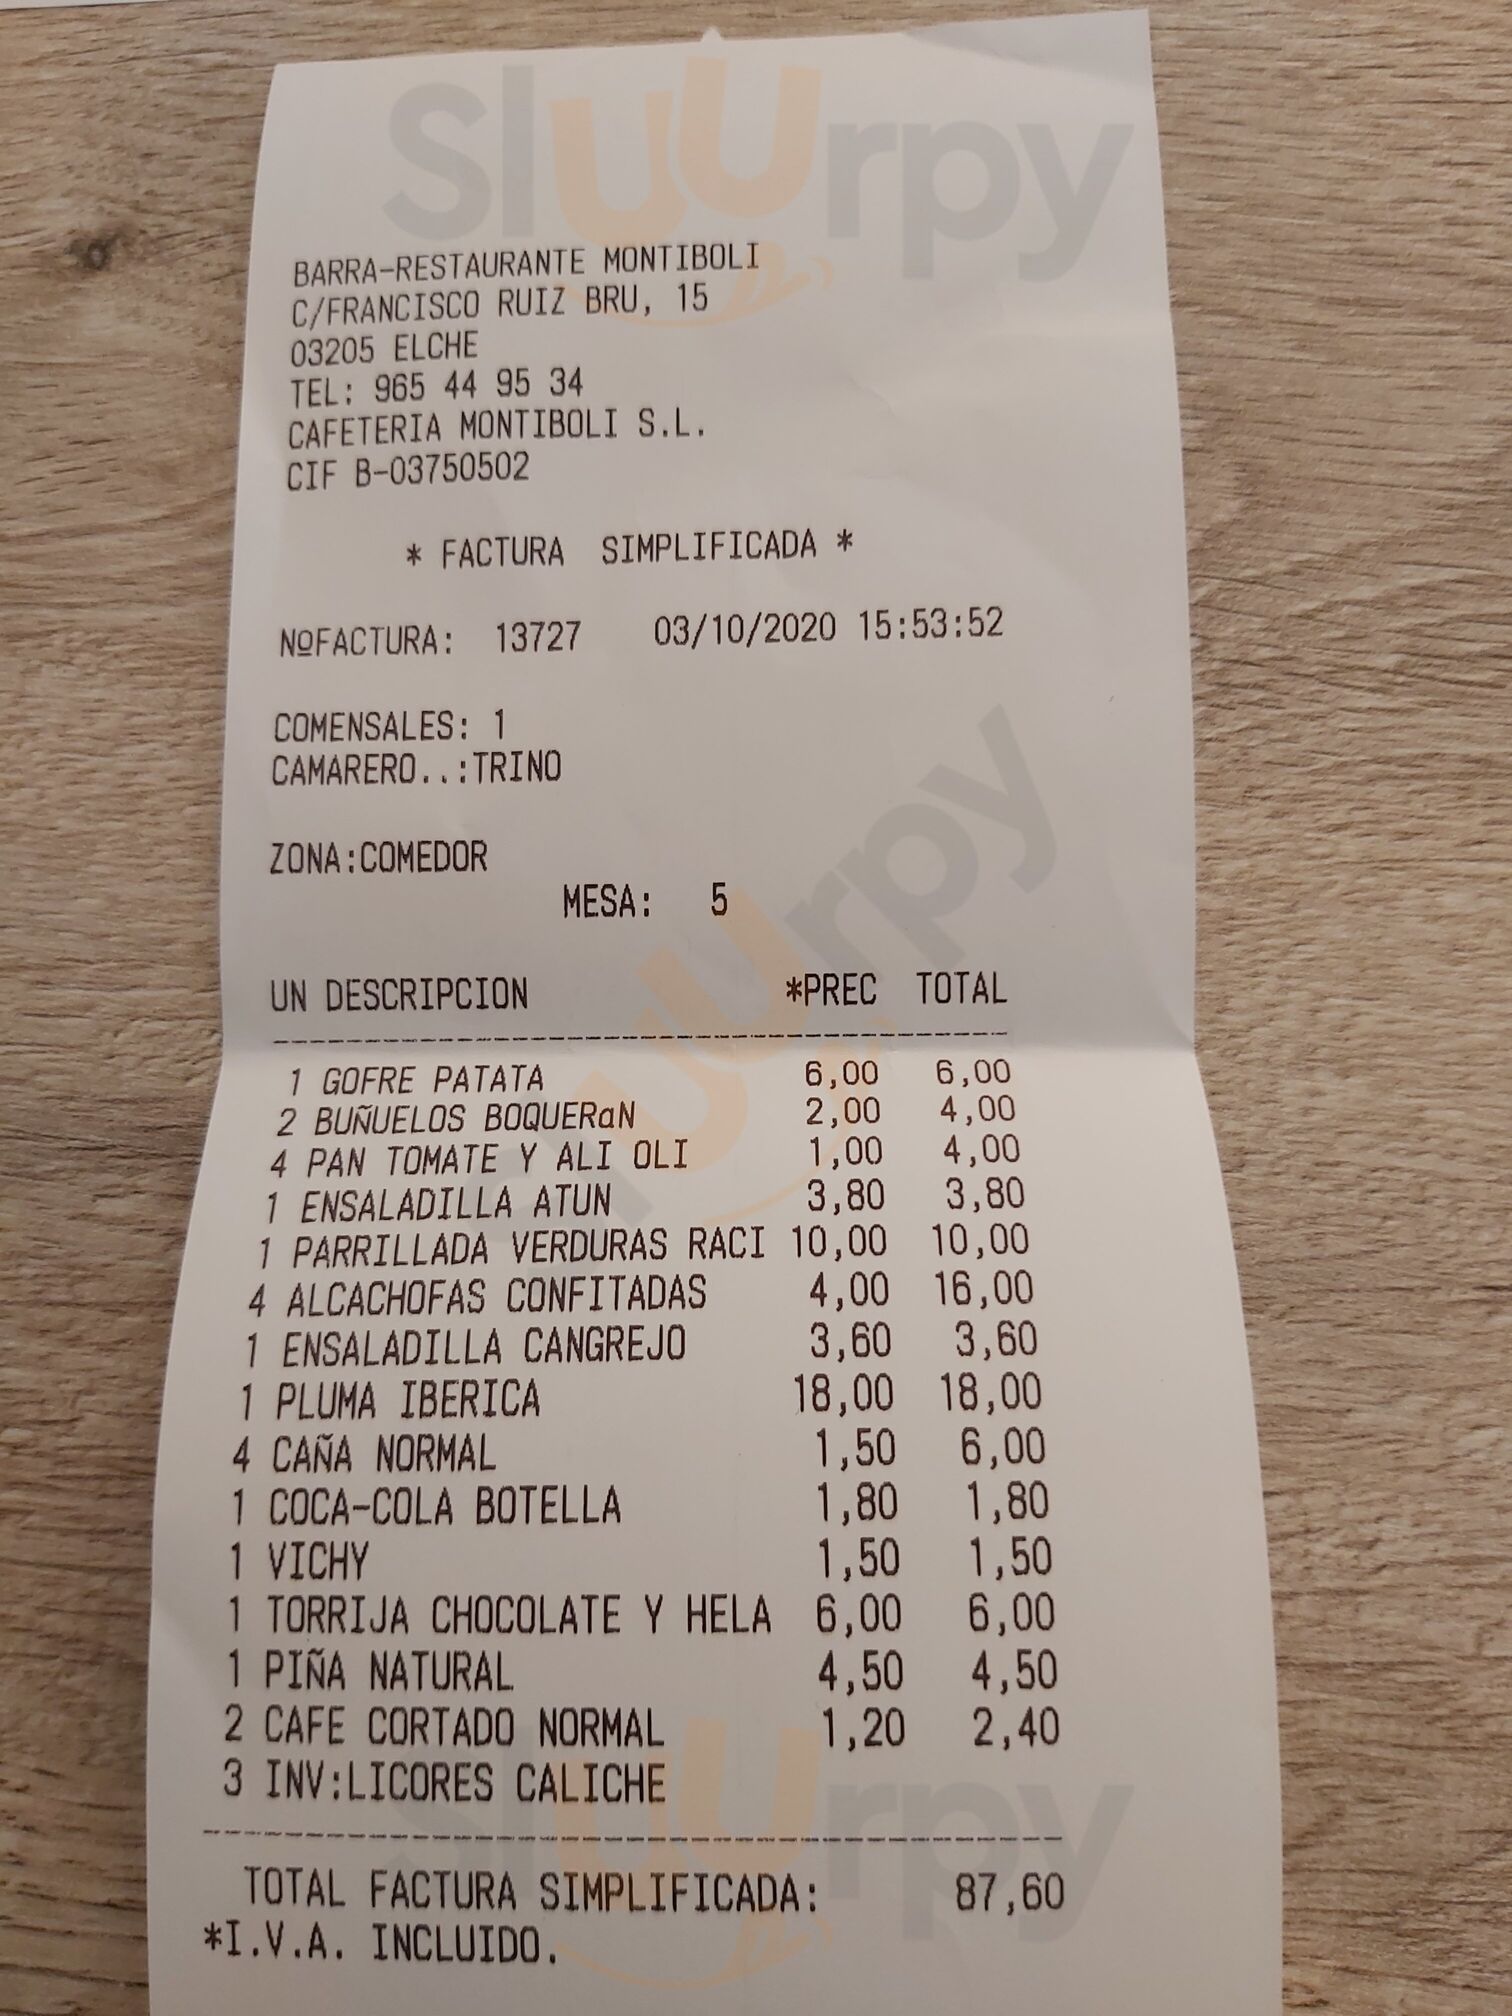 Sluurpy
BARRA-RESTAURANTE MONTIBOLI
C/FRANCISCO RUIZ BRU, 15
03205 ELCHE
TEL: 965 44 95 34
CAFETERIA MONTIBOLI S.L.
CIF B-03750502
* FACTURA SIMPLIFICADA *
NºFACTURA: 13727 03/10/2020 15:53:52
COMENSALES: 1
CAMARERO..:TRINO
ZONA:COMEDOR
MESA: 5
Sluurpy
UN DESCRIPCION *PREC TOTAL
1 GOFRE PATATA 6,00 6,00
2 BUÑUELOS BOQUERαN 2,00 4,00
4 PAN TOMATE Y ALI OLI 1,00 4,00
1 ENSALADILLA ATUN 3,80 3,80
1 PARRILLADA VERDURAS RACI 10,00 10,00
4 ALCACHOFAS CONFITADAS 4,00 16,00
1 ENSALADILLA CANGREJO 3,60 3,60
1 PLUMA IBERICA 18,00 18,00
4 CAÑA NORMAL 1,50 6,00
1 COCA-COLA BOTELLA 1,80 1,80
1 VICHY 1,50 1,50
1 TORRIJA CHOCOLATE Y HELA 6,00 6,00
1 PIÑA NATURAL 4,50 4,50
2 CAFE CORTADO NORMAL 1,20 2,40
3 INV:LICORES CALICHE
Sluurpy
TOTAL FACTURA SIMPLIFICADA: 87,60
*I.V.A. INCLUIDO.